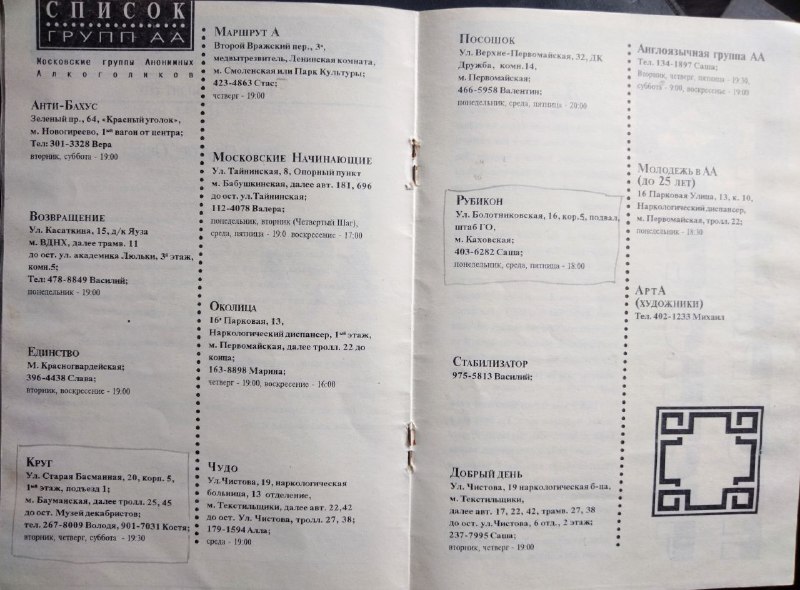 СПИСОК
ГРУПП АА
Московские группы Анонимных
Алкоголиков
АНТИ-БАХУС
Зеленый пр., 64, «Красный уголок»,
м. Новогиреево, 1ый вагон от центра;
Тел: 301-3328 Вера
вторник, суббота - 19:00
ВОЗВРАЩЕНИЕ
Ул. Касаткина, 15, д/к Яуза
м. ВДНХ, далее трамв. 11
до ост. ул. академика Люльки, 3й этаж,
комн.5;
Тел: 478-8849 Василий;
понедельник - 19:00
ЕДИНСТВО
М. Красногвардейская;
396-4438 Слава;
вторник, воскресение - 19:00
КРУГ
Ул. Старая Басманная, 20, корп. 5,
1ый этаж, подъезд 1;
м. Бауманская, далее тролл. 25, 45
до ост. Музей декабристов;
тел. 267-8009 Володя, 901-7031 Костя;
вторник, четверг, суббота - 19:30
МАРШРУТ А
Второй Вражский пер., 3а,
медвытрезвитель, Ленинская комната,
м. Смоленская или Парк Культуры;
423-4863 Стас;
четверг - 19:00
МОСКОВСКИЕ НАЧИНАЮЩИЕ
Ул. Тайнинская, 8, Опорный пункт
м. Бабушкинская, далее авт. 181, 696
до ост. ул.Тайнинская;
112-4078 Валера;
понедельник, вторник (Четвертый Шаг),
среда, пятница - 19:0 воскресение - 17:00
ОКОЛИЦА
16я Парковая, 13,
Наркологический диспансер, 1ый этаж,
м. Первомайская, далее тролл. 22 до
конца;
163-8898 Марина;
четверг - 19:00, воскресение - 16:00
ЧУДО
Ул.Чистова, 19, наркологическая
больница, 13 отделение,
м. Текстильщики, далее авт. 22,42
до ост. Ул. Чистова, тролл. 27, 38;
179-1594 Алла;
среда - 19:00
ПОСОШОК
Ул. Верхне-Первомайская, 32, ДК
Дружба, комн.14,
м. Первомайская;
466-5958 Валентин;
понедельник, среда, пятница - 20:00
РУБИКОН
Ул. Болотниковская, 16, кор.5, подвал,
штаб ГО,
м. Каховская;
403-6282 Саша;
понедельник, среда, пятница - 18:00
СТАБИЛИЗАТОР
975-5813 Василий;
ДОБРЫЙ ДЕНЬ
Ул. Чистова, 19 наркологическая б-ца,
м. Текстильщики,
далее авт. 17, 22, 42, трамв. 27, 38
до ост. ул.Чистова, 6 отд., 2 этаж;
237-7995 Саша;
вторник, четверг - 19:00
Англоязычная группа АА
Тел. 134-1897 Саша;
Вторник, четверг, пятница - 19:30,
суббота - 9:00, воскресение - 19:00
МОЛОДЕЖЬ В АА
(ДО 25 ЛЕТ)
16 Парковая Улица, 13, к. 10,
Наркологический диспансер,
м. Первомайская, тролл. 22;
понедельник - 18:30
АРТА
(ХУДОЖНИКИ)
Тел. 402-1233 Михаил